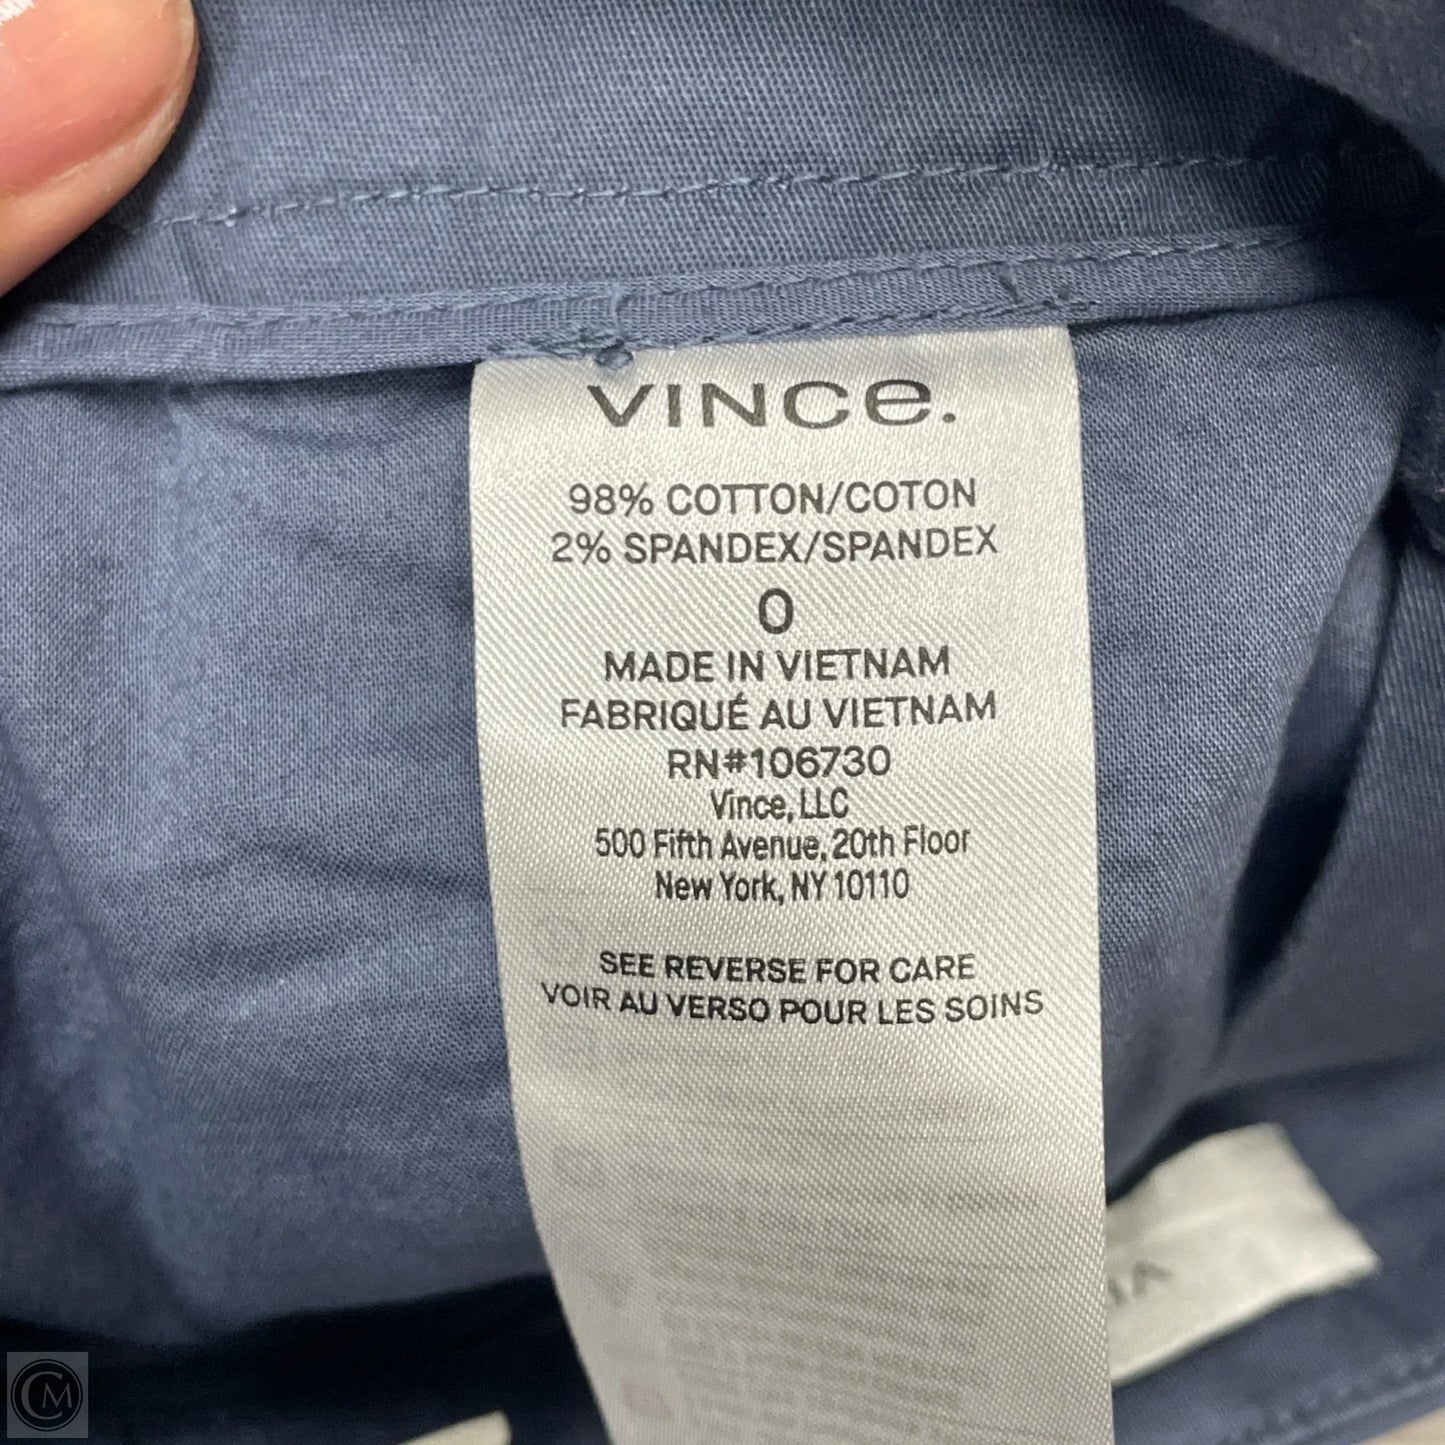 VINCE.
98% COTTON/COTON
2% SPANDEX/SPANDEX
0
MADE IN VIETNAM
FABRIQUÉ AU VIETNAM
RN#106730
Vince, LLC
500 Fifth Avenue, 20th Floor
New York, NY 10110
SEE REVERSE FOR CARE
VOIR AU VERSO POUR LES SOINS
CM